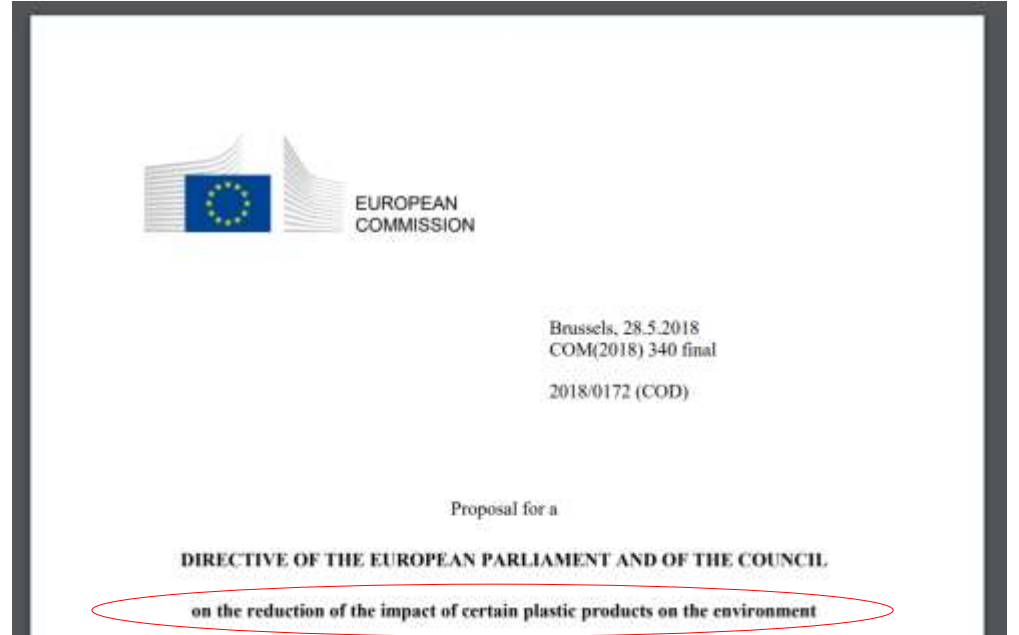 EUROPEAN
COMMISSION
Brussels, 28.5.2018
COM(2018) 340 final
2018/0172 (COD)
Proposal for a
DIRECTIVE OF THE EUROPEAN PARLIAMENT AND OF THE COUNCIL
on the reduction of the impact of certain plastic products on the environment